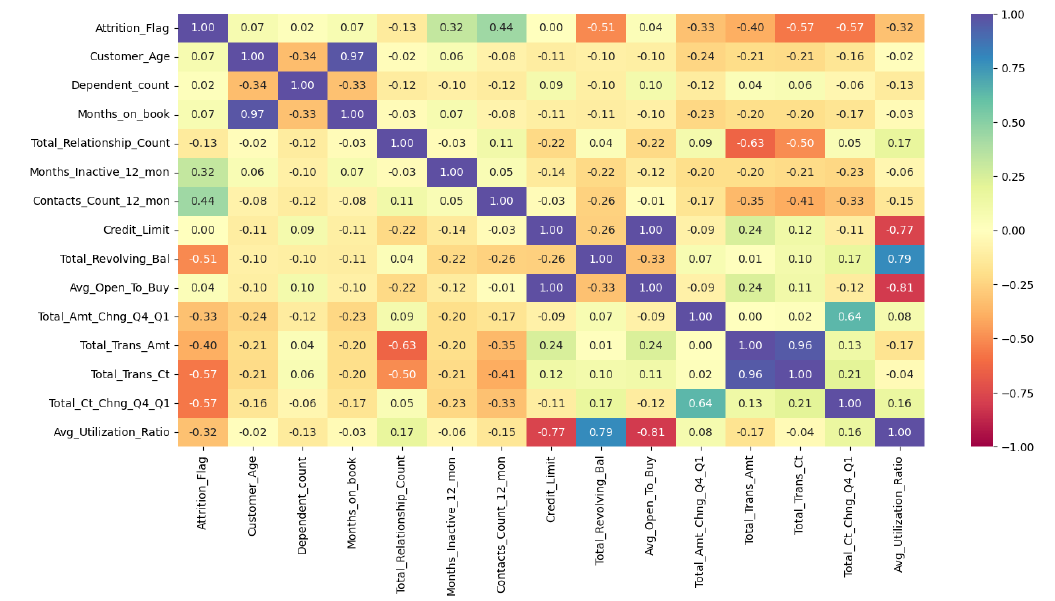 Attrition_Flag 1.00 0.07 0.02 0.07 -0.13 0.32 0.44 0.00 -0.51 0.04 -0.33 -0.40 -0.57 -0.57 -0.32 1.00
Customer_Age 0.07 1.00 -0.34 0.97 -0.02 0.06 -0.08 -0.11 -0.10 -0.10 -0.24 -0.21 -0.21 -0.16 -0.02
0.75
Dependent_count 0.02 -0.34 1.00 -0.33 -0.12 -0.10 -0.12 0.09 -0.10 0.10 -0.12 0.04 0.06 -0.06 -0.13
Months_on_book 0.07 0.97 -0.33 1.00 -0.03 0.07 -0.08 -0.11 -0.11 -0.10 -0.23 -0.20 -0.20 -0.17 -0.03
0.50
Total_Relationship_Count -0.13 -0.02 -0.12 -0.03 1.00 -0.03 0.11 -0.22 0.04 -0.22 0.09 -0.63 -0.50 0.05 0.17
Months_Inactive_12_mon 0.32 0.06 -0.10 0.07 -0.03 1.00 0.05 -0.14 -0.22 -0.12 -0.20 -0.20 -0.21 -0.23 -0.06
0.25
Contacts_Count_12_mon 0.44 -0.08 -0.12 -0.08 0.11 0.05 1.00 -0.03 -0.26 -0.01 -0.17 -0.35 -0.41 -0.33 -0.15
Credit_Limit 0.00 -0.11 0.09 -0.11 -0.22 -0.14 -0.03 1.00 -0.26 1.00 -0.09 0.24 0.12 -0.11 -0.77 0.00
Total_Revolving_Bal -0.51 -0.10 -0.10 -0.11 0.04 -0.22 -0.26 -0.26 1.00 -0.33 0.07 0.01 0.10 0.17 0.79
Avg_Open_To_Buy 0.04 -0.10 0.10 -0.10 -0.22 -0.12 -0.01 1.00 -0.33 1.00 -0.09 0.24 0.11 -0.12 -0.81
-0.25
Total_Amt_Chng_Q4_Q1 -0.33 -0.24 -0.12 -0.23 0.09 -0.20 -0.17 -0.09 0.07 -0.09 1.00 0.00 0.02 0.64 0.08
-0.50
Total_Trans_Amt -0.40 -0.21 0.04 -0.20 -0.63 -0.20 -0.35 0.24 0.01 0.24 0.00 1.00 0.96 0.13 -0.17
Total_Trans_Ct -0.57 -0.21 0.06 -0.20 -0.50 -0.21 -0.41 0.12 0.10 0.11 0.02 0.96 1.00 0.21 -0.04
-0.75
Total_Ct_Chng_Q4_Q1 -0.57 -0.16 -0.06 -0.17 0.05 -0.23 -0.33 -0.11 0.17 -0.12 0.64 0.13 0.21 1.00 0.16
Avg_Utilization_Ratio -0.32 -0.02 -0.13 -0.03 0.17 -0.06 -0.15 -0.77 0.79 -0.81 0.08 -0.17 -0.04 0.16 1.00
-1.00
Attrition_Flag
Customer_Age
Dependent_count
Months_on_book
Total_Relationship_Count
Months_Inactive_12_mon
Contacts_Count_12_mon
Credit_Limit
Total_Revolving_Bal
Avg_Open_To_Buy
Total_Amt_Chng_Q4_Q1
Total_Trans_Amt
Total_Trans_Ct
Total_Ct_Chng_Q4_Q1
Avg_Utilization_Ratio